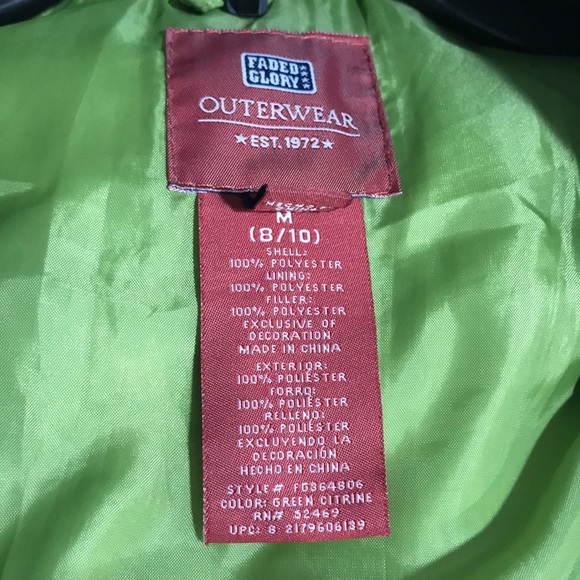 FADED
GLORY
OUTERWEAR
★EST. 1972★
M
(8/10)
SHELL:
100% POLYESTER
LINING:
100% POLYESTER
FILLER:
100% POLYESTER
EXCLUSIVE OF
DECORATION
MADE IN CHINA
EXTERIOR:
100% POLIÉSTER
FORRO:
100% POLIÉSTER
RELLENO:
100% POLIÉSTER
EXCLUYENDO LA
DECORACIÓN
HECHO EN CHINA
STYLE# FG364806
COLOR: GREEN CITRINE
RN# 52469
UPC: 8 2179606139